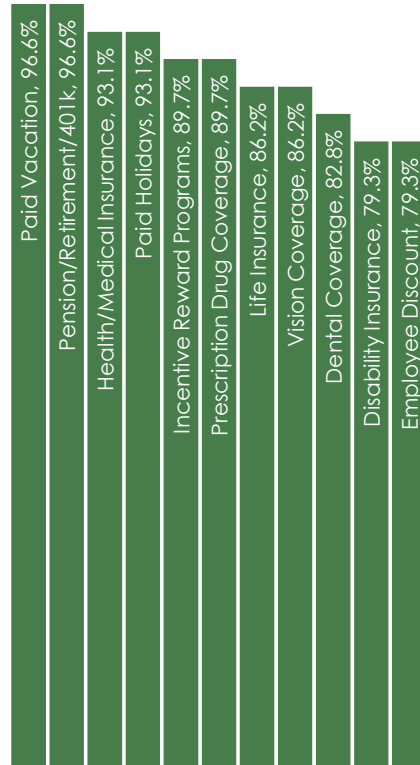 Paid Vacation, 96.6%
Pension/Retirement/401k, 96.6%
Health/Medical Insurance, 93.1%
Paid Holidays, 93.1%
Incentive Reward Programs, 89.7%
Prescription Drug Coverage, 89.7%
Life Insurance, 86.2%
Vision Coverage, 86.2%
Dental Coverage, 82.8%
Disability Insurance, 79.3%
Employee Discount, 79.3%